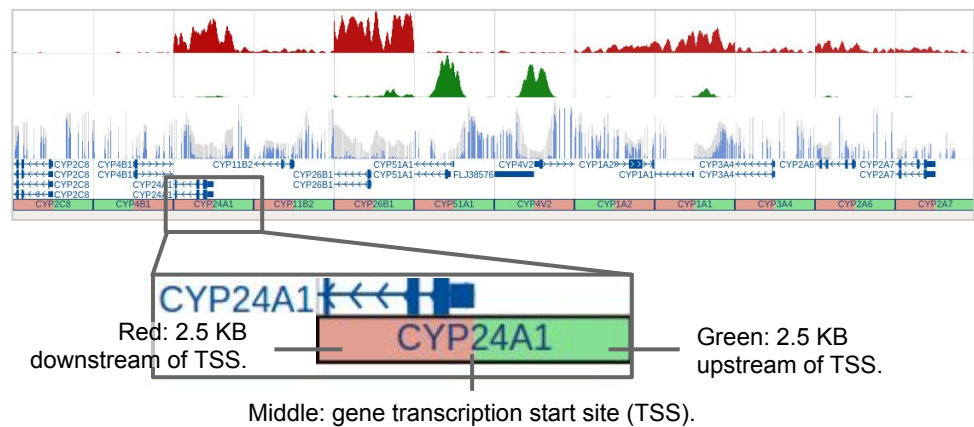 CYP2C8 CYP4B1 CYP11B2 CYP51A1 CYP4V2 CYP1A2 CYP3A4 CYP2A6 CYP2A7
CYP2C8 CYP4B1 CYP26B1 CYP51A1 FLJ38576 CYP1A1 CYP3A4 CYP2A7
CYP2C8 CYP24A1 CYP26B1
CYP2C8 CYP24A1
CYP2C8 CYP4B1 CYP24A1 CYP11B2 CYP26B1 CYP51A1 CYP4V2 CYP1A2 CYP1A1 CYP3A4 CYP2A6 CYP2A7
CYP24A1
CYP24A1
Red: 2.5 KB
downstream of TSS.
Green: 2.5 KB
upstream of TSS.
Middle: gene transcription start site (TSS).